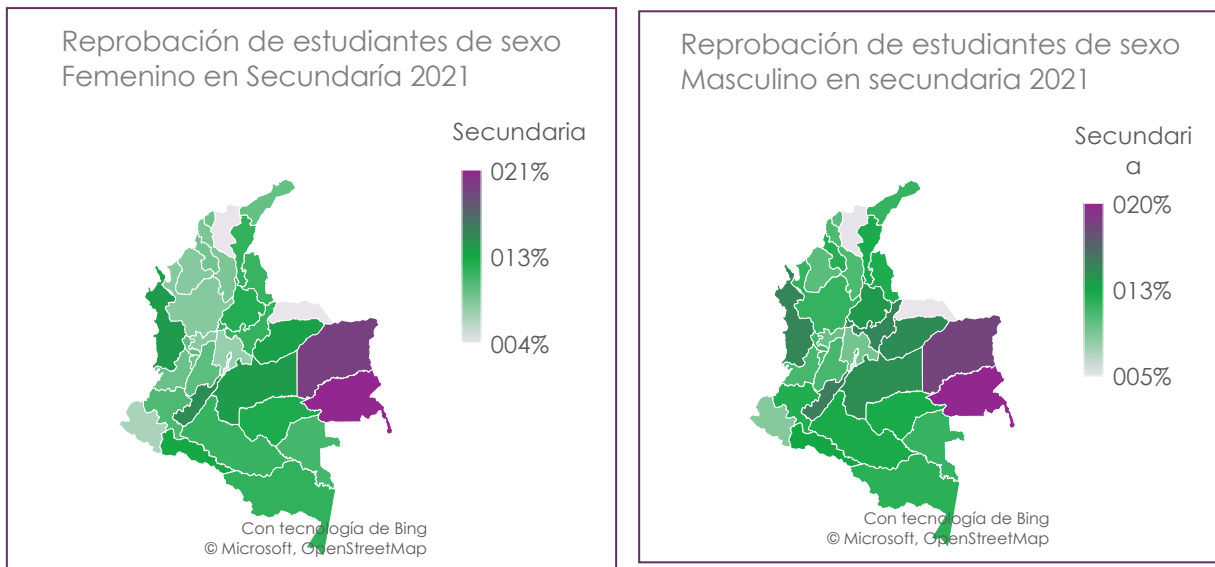 Reprobación de estudiantes de sexo
Femenino en Secundaría 2021
Secundaria
021%
013%
004%
Con tecnología de Bing
© Microsoft, OpenStreetMap
Reprobación de estudiantes de sexo
Masculino en secundaria 2021
Secundari
a
020%
013%
005%
Con tecnología de Bing
© Microsoft, OpenStreetMap